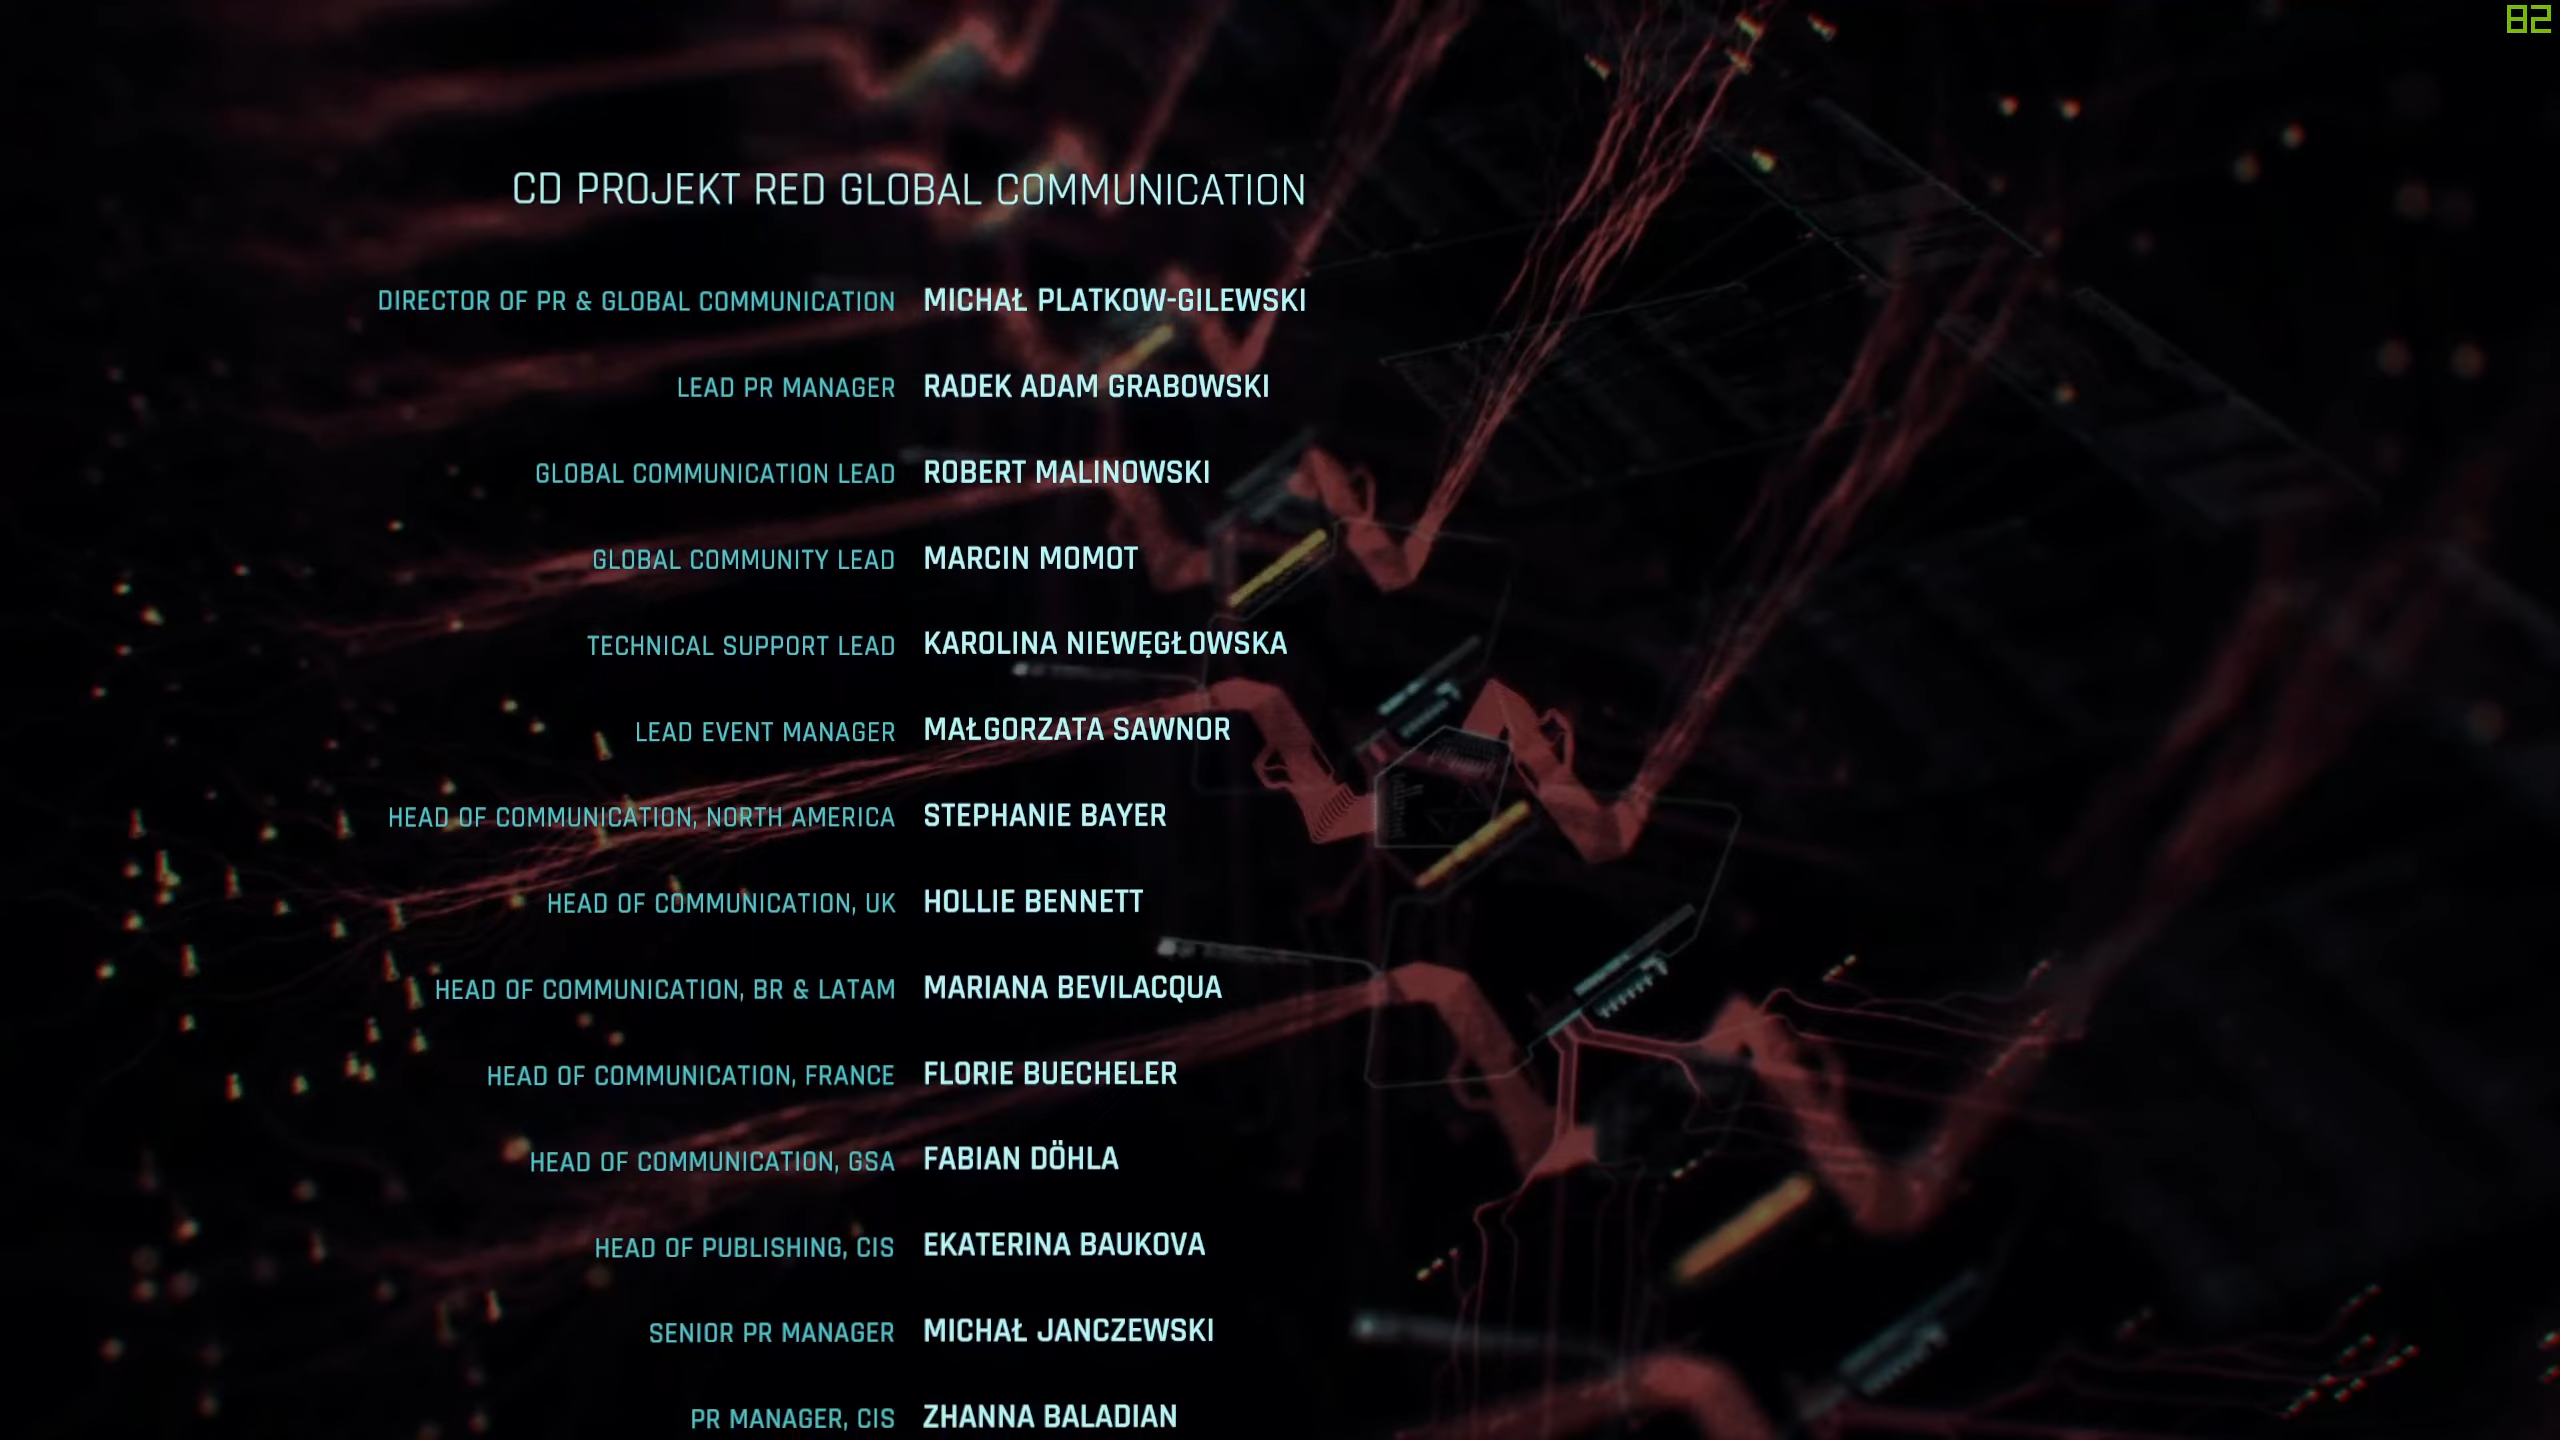 82
CD PROJEKT RED GLOBAL COMMUNICATION
DIRECTOR OF PR & GLOBAL COMMUNICATION MICHAŁ PLATKOW-GILEWSKI
LEAD PR MANAGER RADEK ADAM GRABOWSKI
GLOBAL COMMUNICATION LEAD ROBERT MALINOWSKI
GLOBAL COMMUNITY LEAD MARCIN MOMOT
TECHNICAL SUPPORT LEAD KAROLINA NIEWĘGŁOWSKA
LEAD EVENT MANAGER MAŁGORZATA SAWNOR
HEAD OF COMMUNICATION, NORTH AMERICA STEPHANIE BAYER
HEAD OF COMMUNICATION, UK HOLLIE BENNETT
HEAD OF COMMUNICATION, BR & LATAM MARIANA BEVILACQUA
HEAD OF COMMUNICATION, FRANCE FLORIE BUECHELER
HEAD OF COMMUNICATION, GSA FABIAN DÖHLA
HEAD OF PUBLISHING, CIS EKATERINA BAUKOVA
SENIOR PR MANAGER MICHAŁ JANCZEWSKI
PR MANAGER, CIS ZHANNA BALADIAN